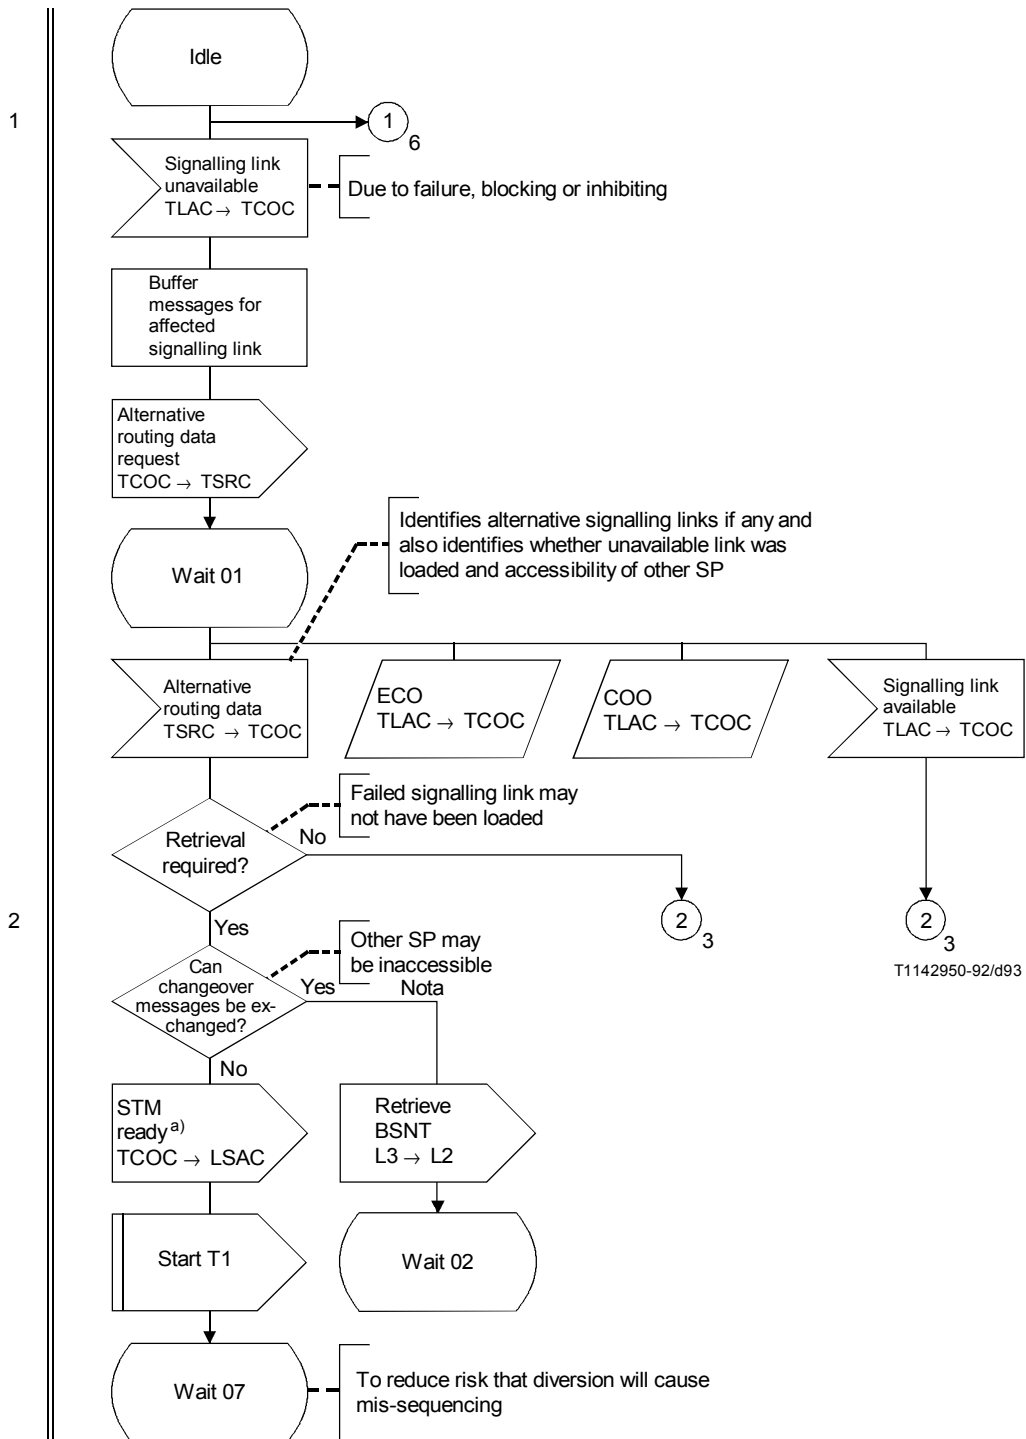 Idle
1
1
6
Signalling link
unavailable
TLAC → TCOC
Due to failure, blocking or inhibiting
Buffer
messages for
affected
signalling link
Alternative
routing data
request
TCOC → TSRC
Identifies alternative signalling links if any and
also identifies whether unavailable link was
loaded and accessibility of other SP
Wait 01
Alternative
routing data
TSRC → TCOC
ECO
TLAC → TCOC
COO
TLAC → TCOC
Signalling link
available
TLAC → TCOC
Failed signalling link may
not have been loaded
Retrieval
required?
No
2
Yes
2
3
2
3
T1142950-92/d93
Other SP may
be inaccessible
Can
changeover
messages be ex-
changed?
Yes
Nota
No
STM
ready a)
TCOC → LSAC
Retrieve
BSNT
L3 → L2
Start T1
Wait 02
Wait 07
To reduce risk that diversion will cause
mis-sequencing